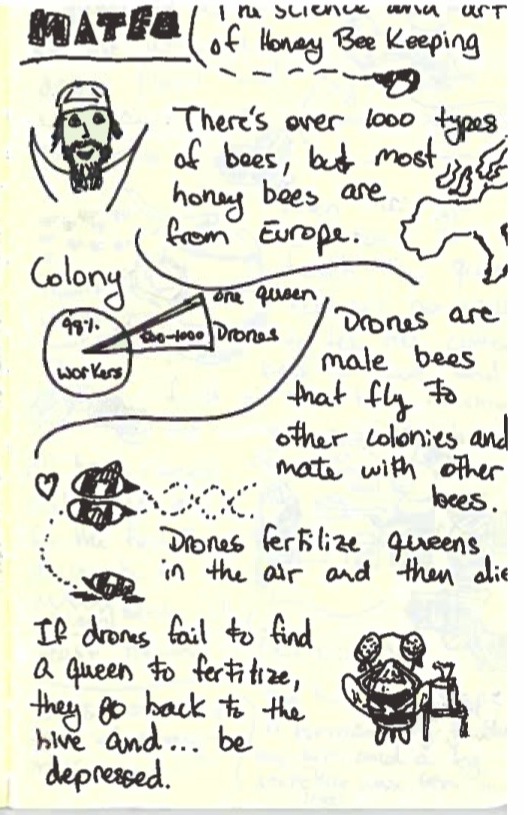 MATEO
The science and art
of Honey Bee Keeping
There's over 1000 types
of bees, but most
honey bees are
from Europe.
Colony
98%
workers
one queen
500-1000
Drones
Drones are
male bees
that fly to
other colonies and
mate with other
bees.
Drones fertilize queens
in the air and then die
If drones fail to find
a queen to fertilize,
they go back to the
hive and... be
depressed.